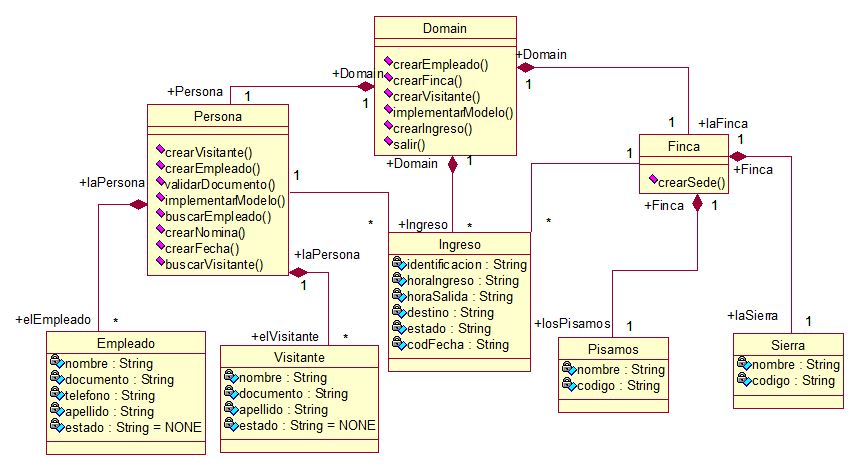 Domain
crearEmpleado()
crearFinca()
crearVisitante()
implementarModelo()
crearIngreso()
salir()
+Domain
1
+Domain
1
+Domain
1
+Persona
1
1
+laFinca
Persona
crearVisitante()
crearEmpleado()
validarDocumento()
implementarModelo()
buscarEmpleado()
crearNomina()
crearFecha()
buscarVisitante()
Finca
crearSede()
1
+Finca
+Finca
1
1
1
*
*
+laPersona
1
+laPersona
1
+Ingreso
*
Ingreso
identificacion : String
horaIngreso : String
horaSalida : String
destino : String
estado : String
codFecha : String
+elEmpleado
*
+elVisitante
*
+losPisamos
1
+laSierra
1
Empleado
nombre : String
documento : String
telefono : String
apellido : String
estado : String = NONE
Visitante
nombre : String
documento : String
apellido : String
estado : String = NONE
Pisamos
nombre : String
codigo : String
Sierra
nombre : String
codigo : String